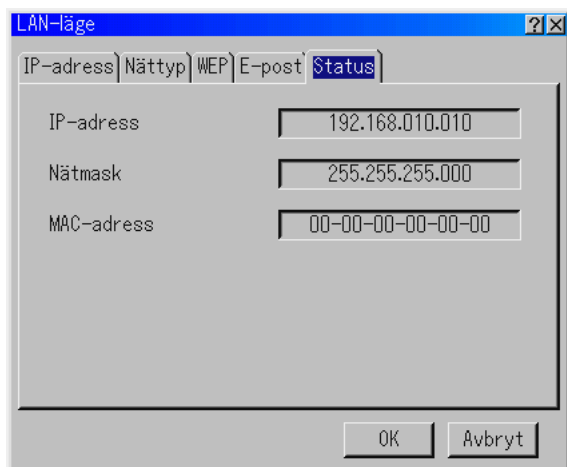 LAN-läge
IP-adress Nättyp WEP E-post Status
IP-adress 192.168.010.010
Nätmask 255.255.255.000
MAC-adress 00-00-00-00-00-00
OK Avbryt